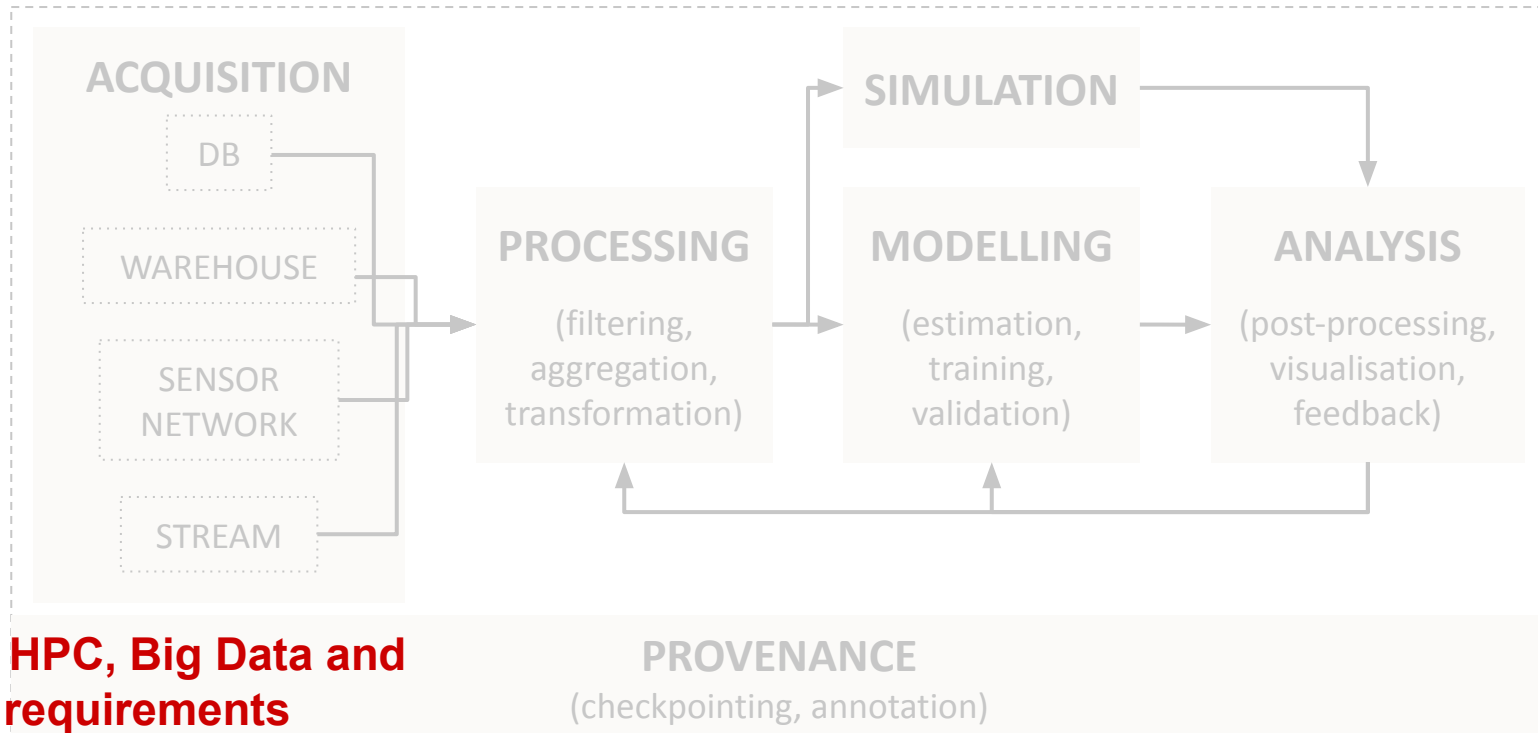 ACQUISITION
DB
WAREHOUSE
SENSOR
NETWORK
STREAM
PROCESSING
(filtering,
aggregation,
transformation)
SIMULATION
MODELLING
(estimation,
training,
validation)
ANALYSIS
(post-processing,
visualisation,
feedback)
HPC, Big Data and
requirements
PROVENANCE
(checkpointing, annotation)